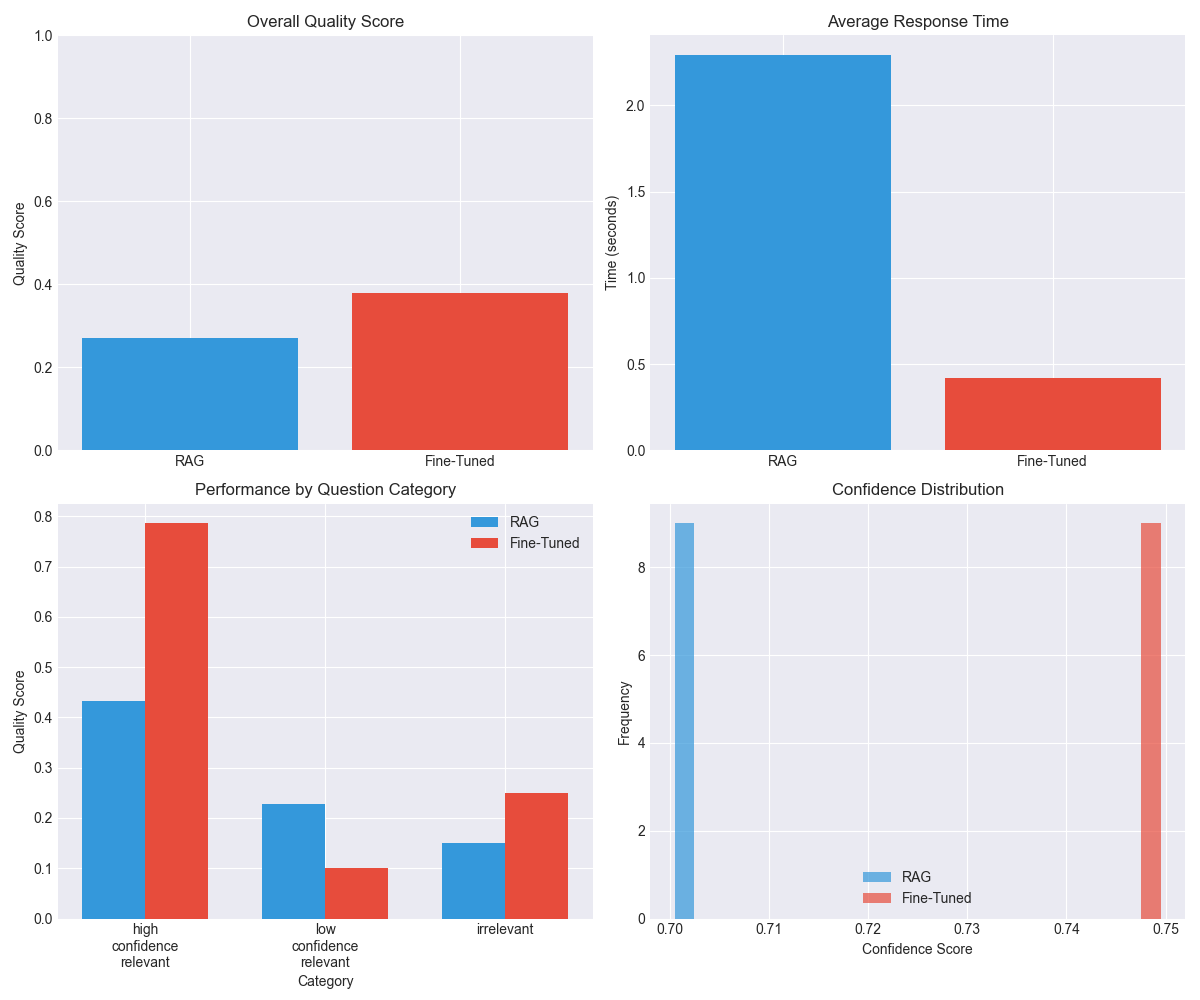 Overall Quality Score
1.0
0.8
0.6
0.4
0.2
0.0
Quality Score
RAG
Fine-Tuned
Average Response Time
2.0
1.5
1.0
0.5
0.0
Time (seconds)
RAG
Fine-Tuned
Performance by Question Category
0.8
0.7
0.6
0.5
0.4
0.3
0.2
0.1
0.0
Quality Score
RAG
Fine-Tuned
high
confidence
relevant
low
confidence
relevant
irrelevant
Category
Confidence Distribution
8
6
4
2
0
Frequency
RAG
Fine-Tuned
0.70
0.71
0.72
0.73
0.74
0.75
Confidence Score